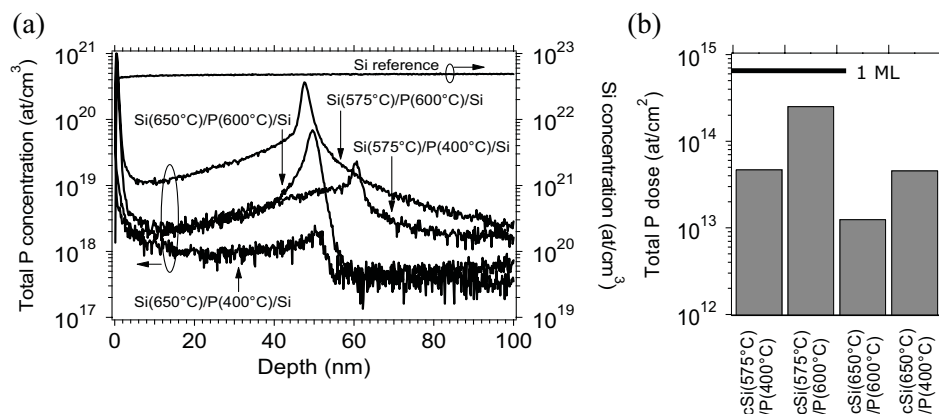 (a)
10^21
10^20
10^19
10^18
10^17
Total P concentration (at/cm^3)
0
20
40
60
80
100
Depth (nm)
10^23
10^22
10^21
10^20
10^19
Si concentration (at/cm^3)
Si reference
Si(575°C)/P(600°C)/Si
Si(650°C)/P(600°C)/Si
Si(575°C)/P(400°C)/Si
Si(650°C)/P(400°C)/Si
(b)
10^15
10^14
10^13
10^12
Total P dose (at/cm^2)
1 ML
cSi(575°C)
/P(400°C)
cSi(575°C)
/P(600°C)
cSi(650°C)
/P(600°C)
cSi(650°C)
/P(400°C)